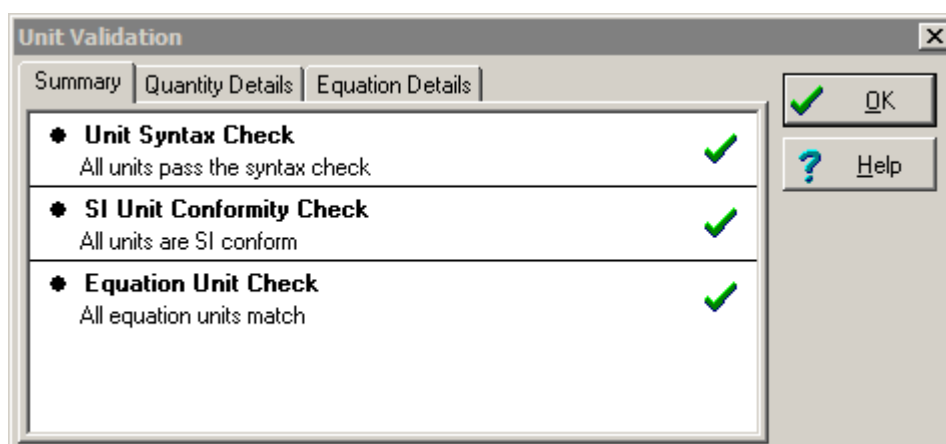 Unit Validation
Summary Quantity Details Equation Details
OK
Help
Unit Syntax Check
All units pass the syntax check
SI Unit Conformity Check
All units are SI conform
Equation Unit Check
All equation units match